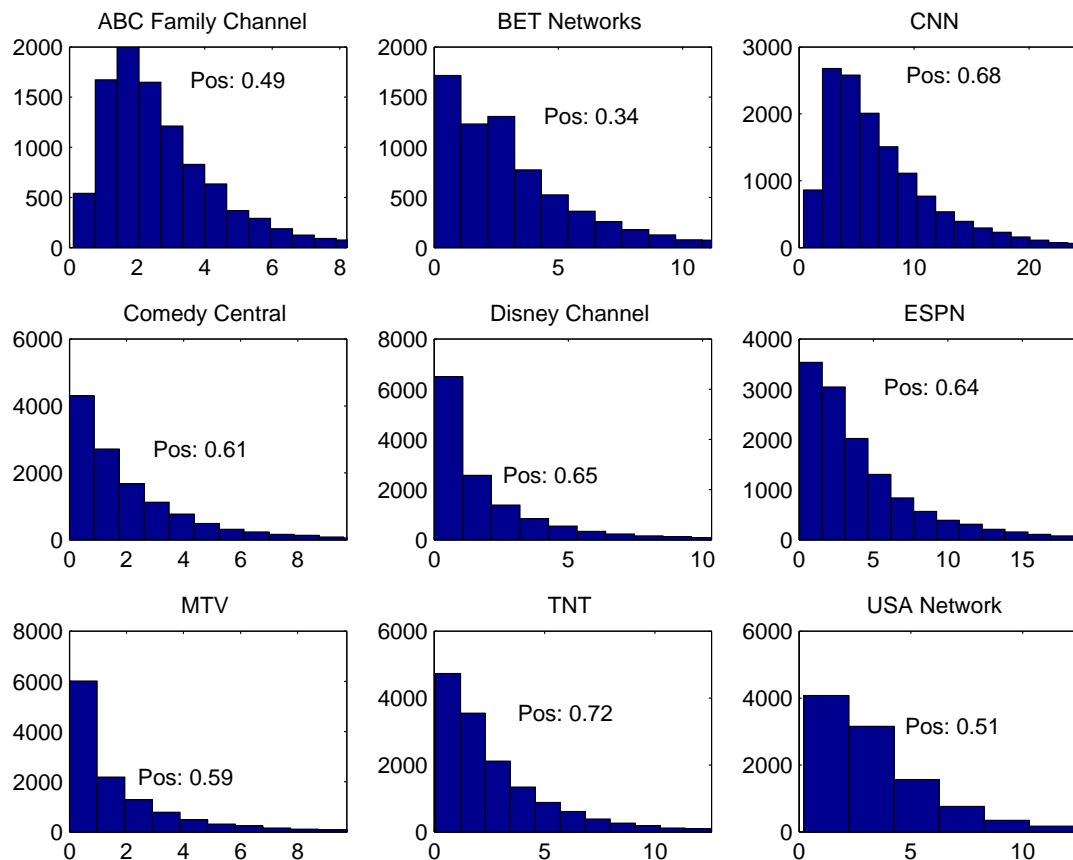 ABC Family Channel
2000
1500
1000
500
0
0 2 4 6 8
Pos: 0.49
BET Networks
2000
1500
1000
500
0
0 5 10
Pos: 0.34
CNN
3000
2000
1000
0
0 10 20
Pos: 0.68
Comedy Central
6000
4000
2000
0
0 2 4 6 8
Pos: 0.61
Disney Channel
8000
6000
4000
2000
0
0 5 10
Pos: 0.65
ESPN
4000
3000
2000
1000
0
0 5 10 15
Pos: 0.64
MTV
8000
6000
4000
2000
0
0 2 4 6 8
Pos: 0.59
TNT
6000
4000
2000
0
0 5 10
Pos: 0.72
USA Network
6000
4000
2000
0
0 5 10
Pos: 0.51